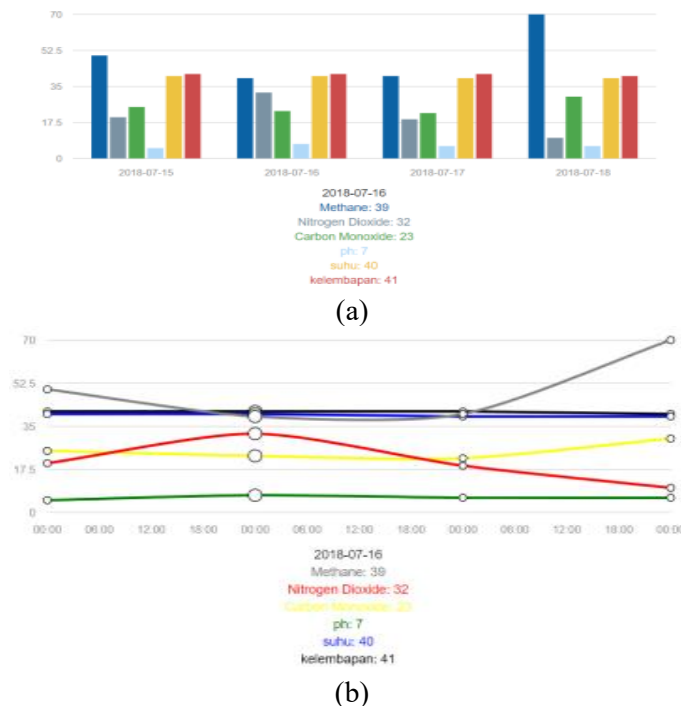 70
52.5
35
17.5
0
2018-07-15 2018-07-16 2018-07-17 2018-07-18
2018-07-16
Methane: 39
Nitrogen Dioxide: 32
Carbon Monoxide: 23
ph: 7
suhu: 40
kelembapan: 41
(a)
70
52.5
35
17.5
0
00:00 06:00 12:00 18:00 00:00 06:00 12:00 18:00 00:00 06:00 12:00 18:00 00:00
2018-07-16
Methane: 39
Nitrogen Dioxide: 32
Carbon Monoxide: 23
ph: 7
suhu: 40
kelembapan: 41
(b)